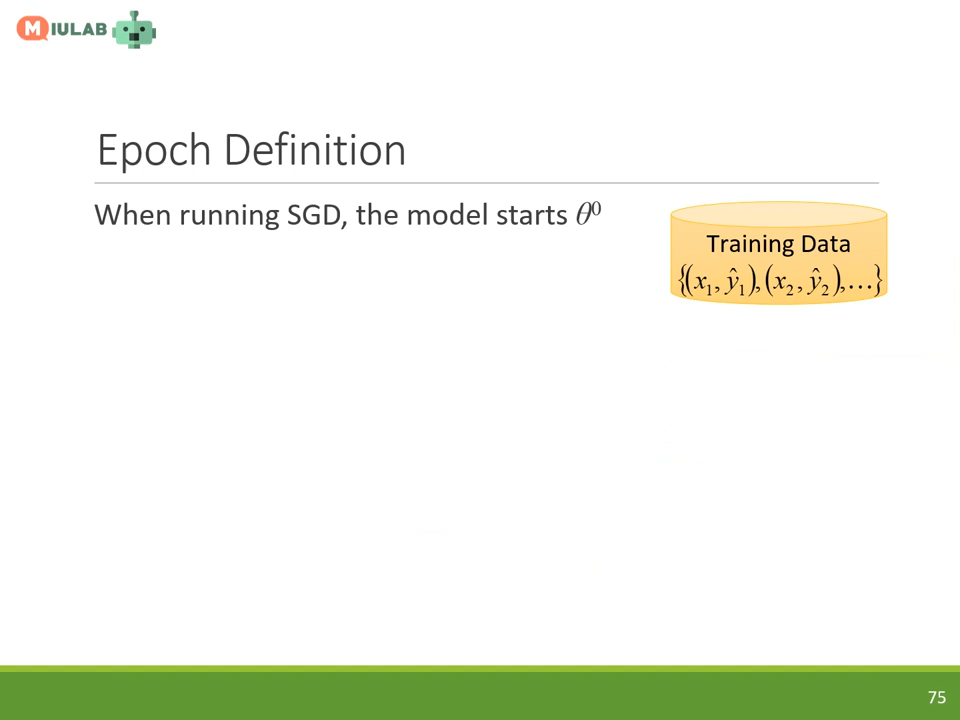 MIULAB
Epoch Definition
When running SGD, the model starts θ⁰
Training Data
{(x₁, ŷ₁), (x₂, ŷ₂), …}
75